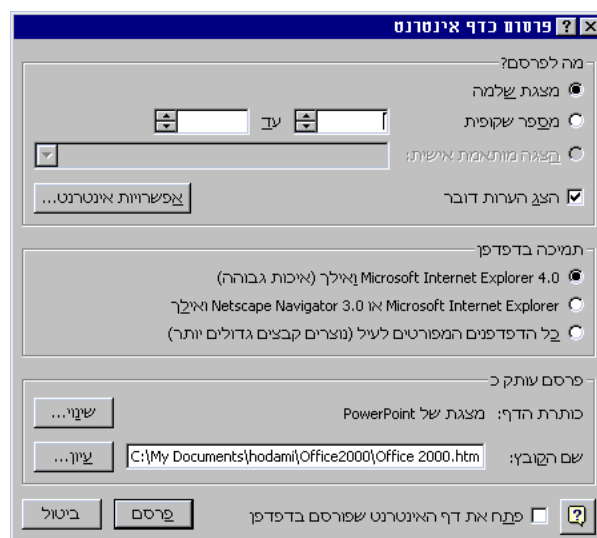 פרסום כדף אינטרנט
מה לפרסם?
מצגת שלמה
מספר שקופית עד
הצגה מותאמת אישית:
הצג הערות דובר אפשרויות אינטרנט...
תמיכה בדפדפן
Microsoft Internet Explorer 4.0 ואילך (איכות גבוהה)
Microsoft Internet Explorer או Netscape Navigator 3.0 ואילך
כל הדפדפנים המפורטים לעיל (נוצרים קבצים גדולים יותר)
פרסם עותק כ
כותרת הדף: מצגת של PowerPoint שינוי...
שם הקובץ: C:\My Documents\hodami\Office2000\Office 2000.htm עיון...
פתח את דף האינטרנט שפורסם בדפדפן פרסם ביטול